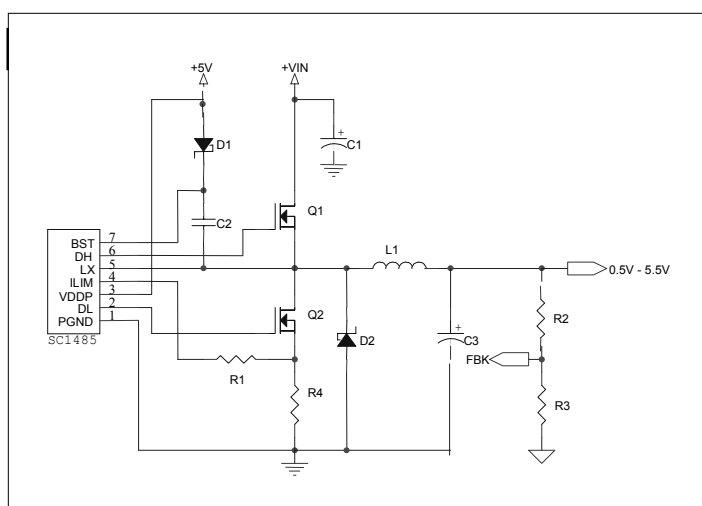 +5V
+VIN
D1
C1
C2
Q1
BST 7
DH 6
LX 5
ILIM 4
VDDP 3
DL 2
PGND 1
SC1485
L1
0.5V - 5.5V
Q2
D2
C3
R2
FBK
R1
R4
R3